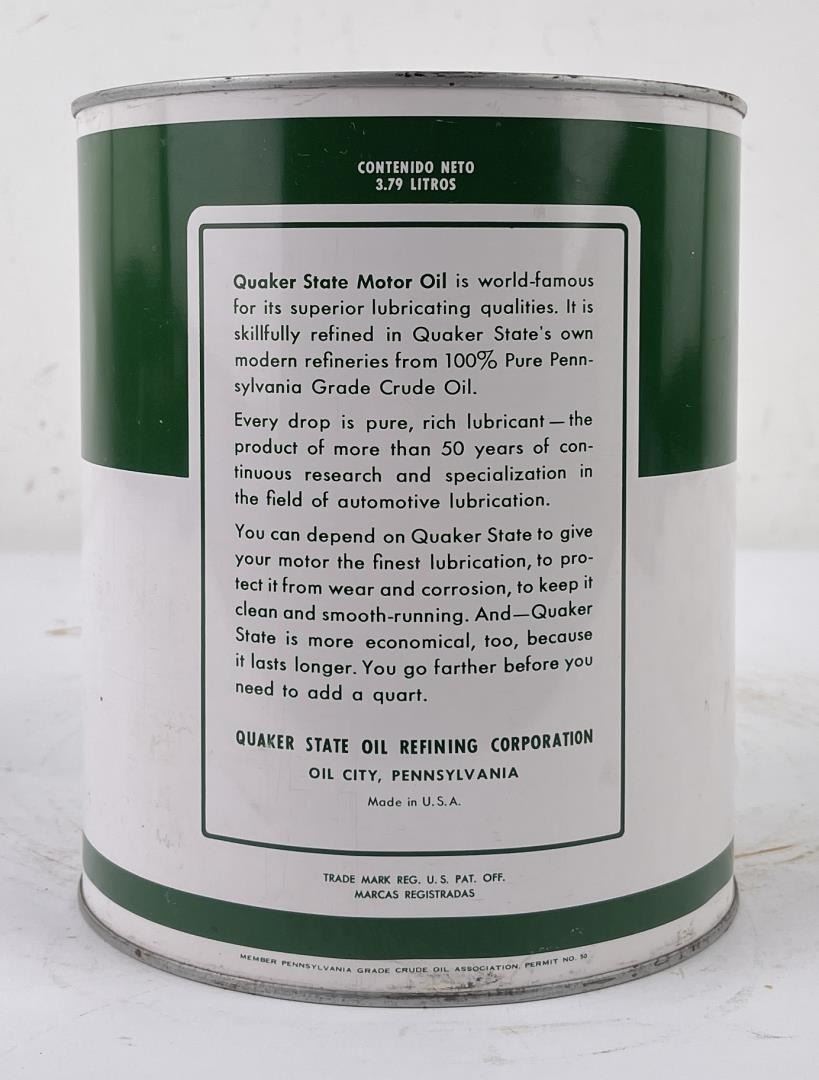 CONTENIDO NETO
3.79 LITROS
Quaker State Motor Oil is world-famous
for its superior lubricating qualities. It is
skillfully refined in Quaker State's own
modern refineries from 100% Pure Penn-
sylvania Grade Crude Oil.
Every drop is pure, rich lubricant—the
product of more than 50 years of con-
tinuous research and specialization in
the field of automotive lubrication.
You can depend on Quaker State to give
your motor the finest lubrication, to pro-
tect it from wear and corrosion, to keep it
clean and smooth-running. And—Quaker
State is more economical, too, because
it lasts longer. You go farther before you
need to add a quart.
QUAKER STATE OIL REFINING CORPORATION
OIL CITY, PENNSYLVANIA
Made in U.S.A.
TRADE MARK REG. U.S. PAT. OFF.
MARCAS REGISTRADAS
MEMBER PENNSYLVANIA GRADE CRUDE OIL ASSOCIATION, PERMIT NO. 50